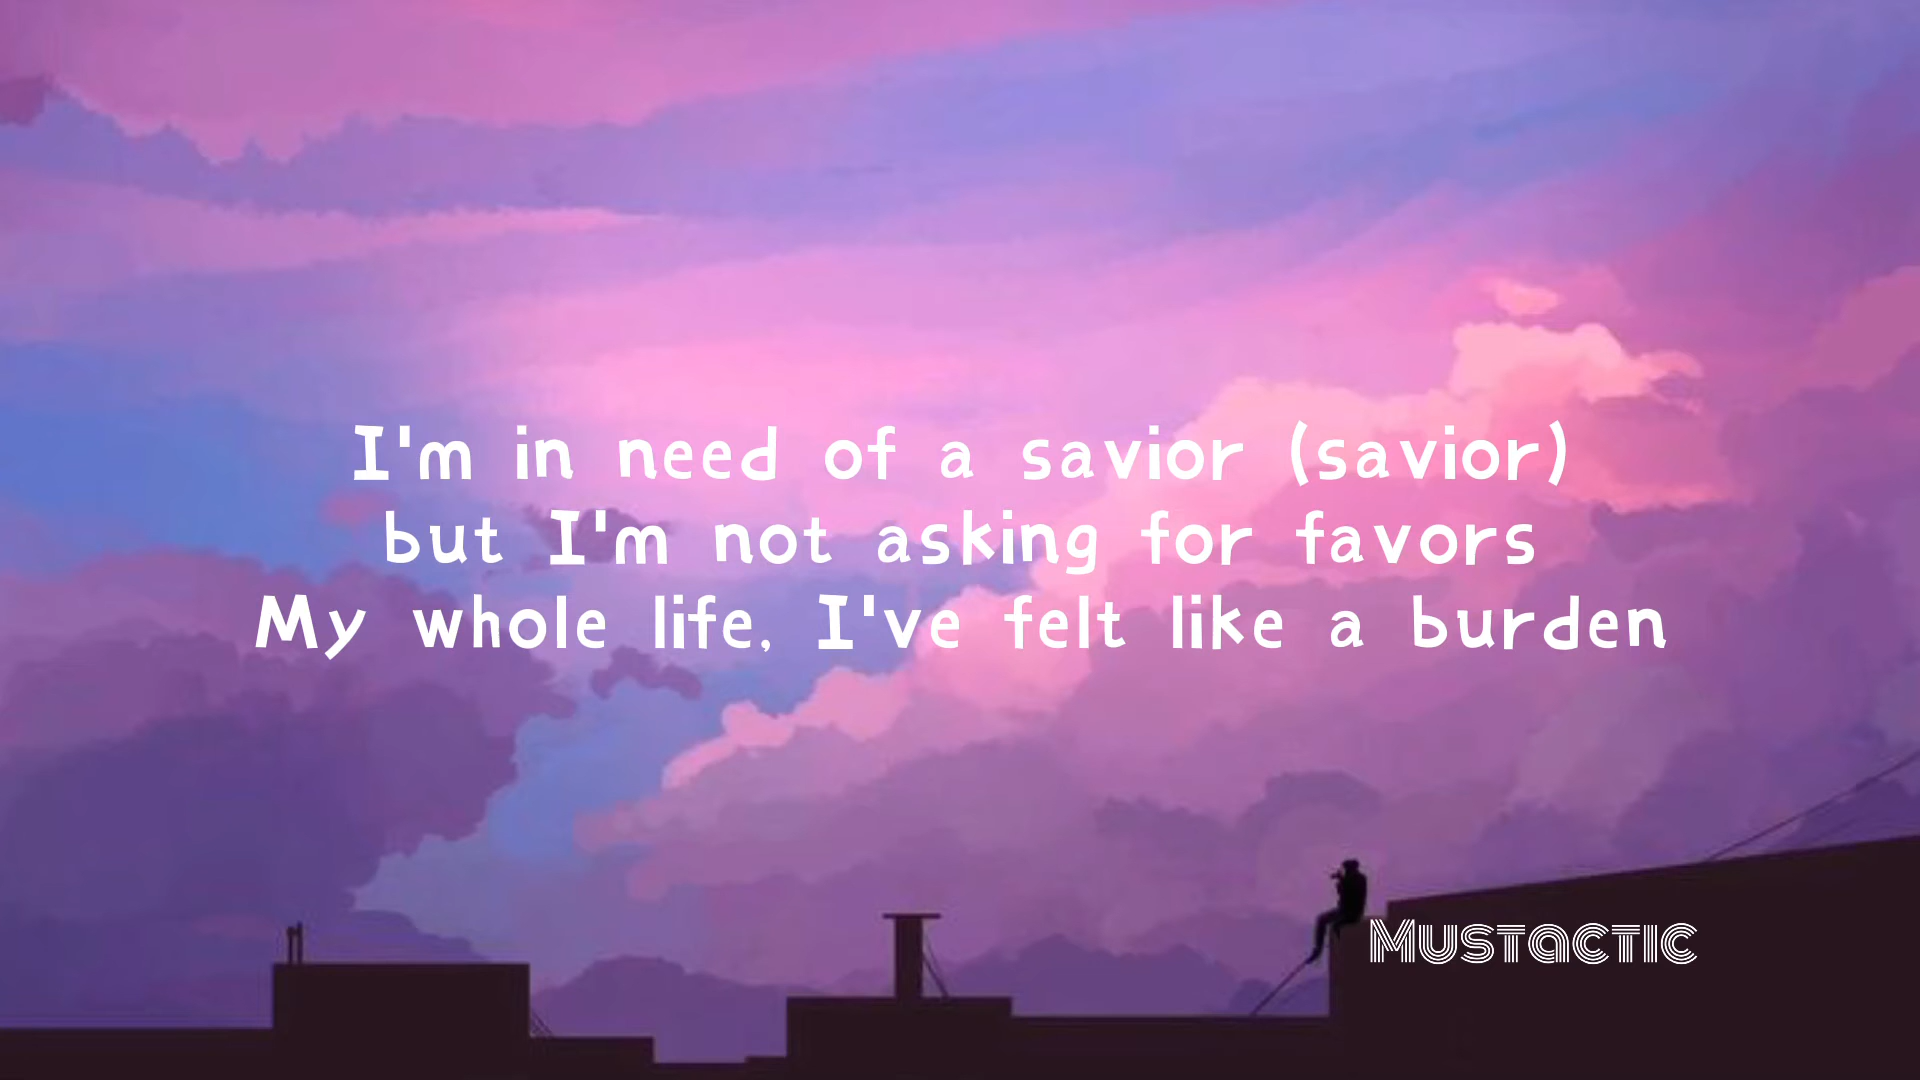 I'm in need of a savior (savior)
but I'm not asking for favors
My whole life, I've felt like a burden
Mustactic